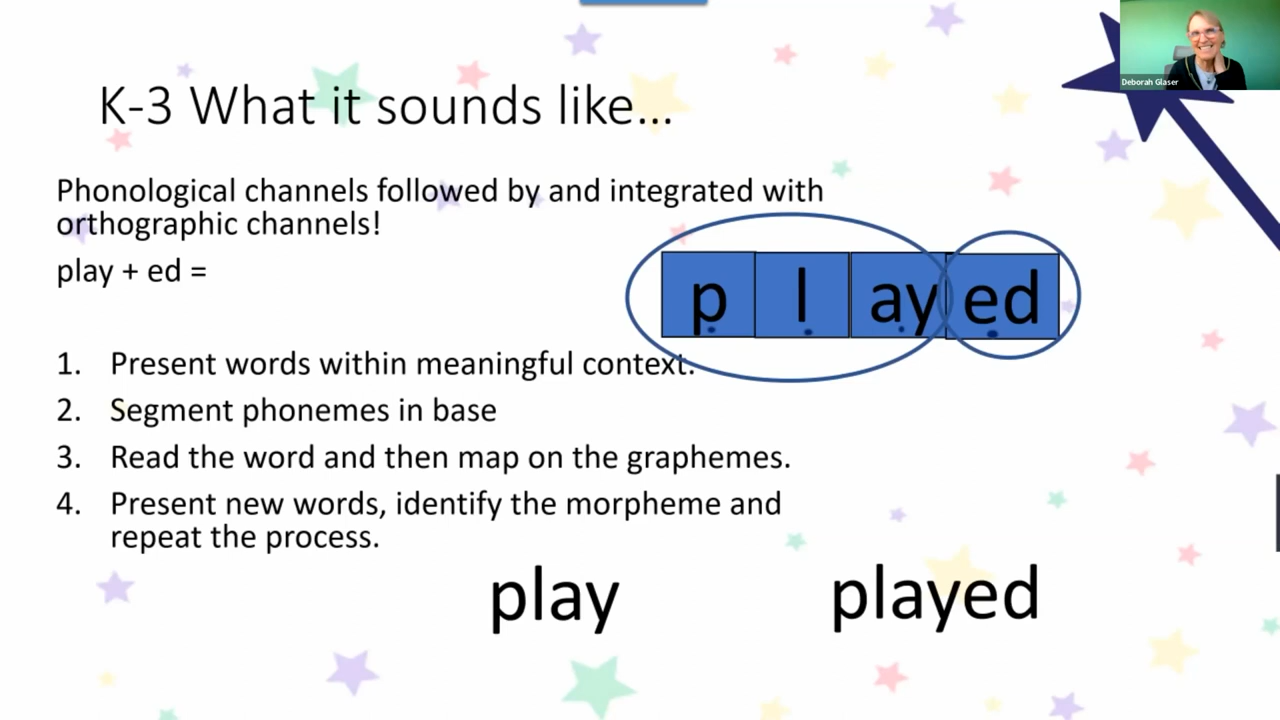 Deborah Glaser
K-3 What it sounds like...
Phonological channels followed by and integrated with
orthographic channels!
play + ed =
p l ay ed
1. Present words within meaningful context.
2. Segment phonemes in base
3. Read the word and then map on the graphemes.
4. Present new words, identify the morpheme and
repeat the process.
play played